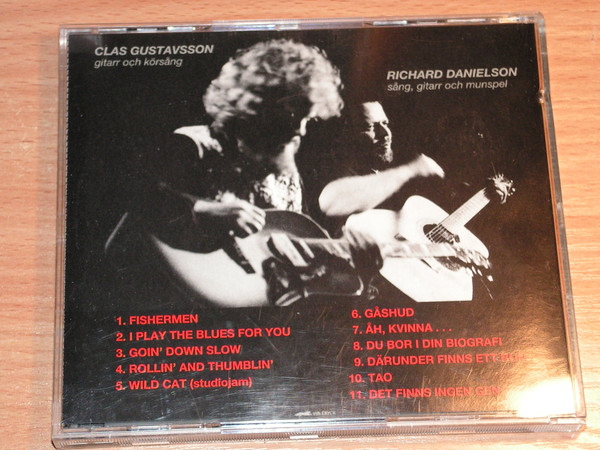 CLAS GUSTAVSSON
gitarr och körsång
RICHARD DANIELSON
sång, gitarr och munspel
1. FISHERMEN
2. I PLAY THE BLUES FOR YOU
3. GOIN' DOWN SLOW
4. ROLLIN' AND THUMBLIN'
5. WILD CAT (studiojam)
6. GÅSHUD
7. ÅH, KVINNA . . .
8. DU BOR I DIN BIOGRAFI
9. DÄRUNDER FINNS ETT
10. TAO
11. DET FINNS INGEN